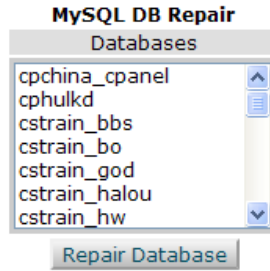 MySQL DB Repair
Databases
cpchina_cpanel
cphulkd
cstrain_bbs
cstrain_bo
cstrain_god
cstrain_halou
cstrain_hw
Repair Database